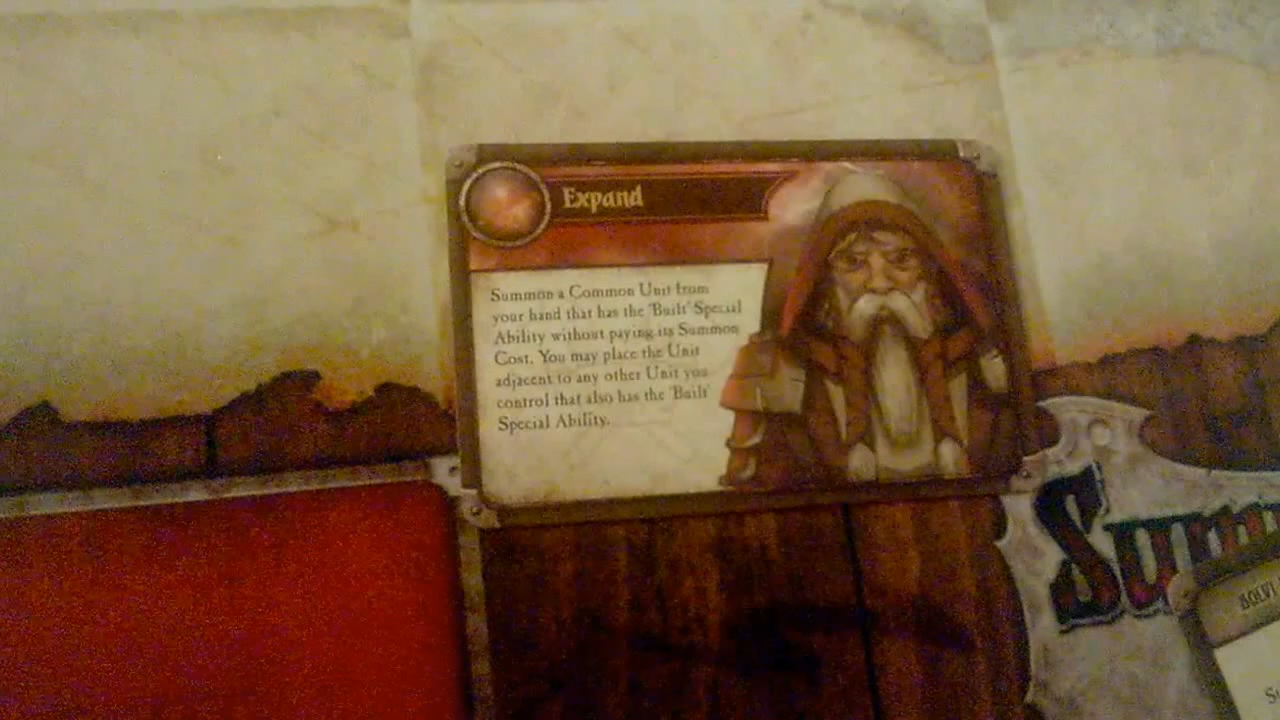 Expand
Summon a Common Unit from
your hand that has the 'Built' Special
Ability without paying its Summon
Cost. You may place the Unit
adjacent to any other Unit you
control that also has the 'Built'
Special Ability.
Sum